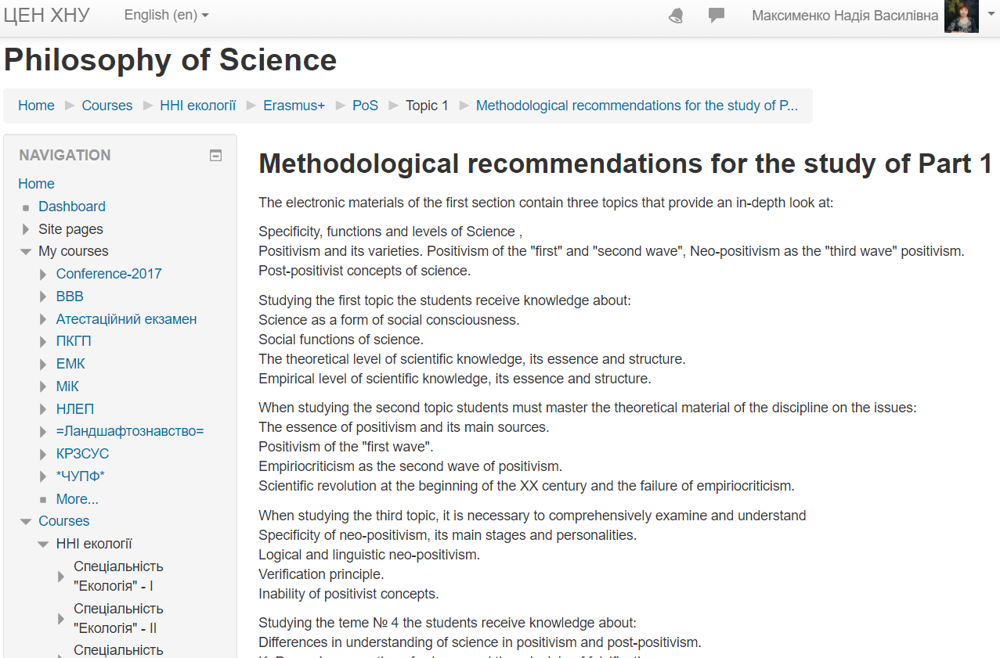 ЦЕН ХНУ English (en) Максименко Надія Василівна
Philosophy of Science
Home Courses ННІ екології Erasmus+ PoS Topic 1 Methodological recommendations for the study of P...
NAVIGATION
Home
Dashboard
Site pages
My courses
Conference-2017
ВВВ
Атестаційний екзамен
ПКГП
ЕМК
МіК
НЛЕП
=Ландшафтознавство=
КРЗСУС
*ЧУПФ*
More...
Courses
ННІ екології
Спеціальність
"Екологія" - I
Спеціальність
"Екологія" - II
Спеціальність
Methodological recommendations for the study of Part 1
The electronic materials of the first section contain three topics that provide an in-depth look at:
Specificity, functions and levels of Science ,
Positivism and its varieties. Positivism of the "first" and "second wave", Neo-positivism as the "third wave" positivism.
Post-positivist concepts of science.
Studying the first topic the students receive knowledge about:
Science as a form of social consciousness.
Social functions of science.
The theoretical level of scientific knowledge, its essence and structure.
Empirical level of scientific knowledge, its essence and structure.
When studying the second topic students must master the theoretical material of the discipline on the issues:
The essence of positivism and its main sources.
Positivism of the "first wave".
Empiriocriticism as the second wave of positivism.
Scientific revolution at the beginning of the XX century and the failure of empiriocriticism.
When studying the third topic, it is necessary to comprehensively examine and understand
Specificity of neo-positivism, its main stages and personalities.
Logical and linguistic neo-positivism.
Verification principle.
Inability of positivist concepts.
Studying the teme № 4 the students receive knowledge about:
Differences in understanding of science in positivism and post-positivism.